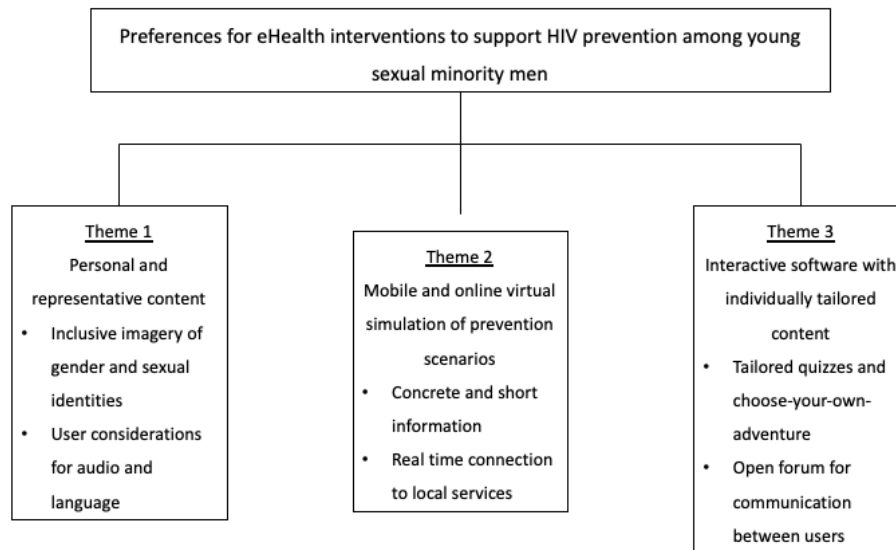 Preferences for eHealth interventions to support HIV prevention among young
sexual minority men
Theme 1
Personal and
representative content
• Inclusive imagery of
gender and sexual
identities
• User considerations
for audio and
language
Theme 2
Mobile and online virtual
simulation of prevention
scenarios
• Concrete and short
information
• Real time connection
to local services
Theme 3
Interactive software with
individually tailored
content
• Tailored quizzes and
choose-your-own-
adventure
• Open forum for
communication
between users